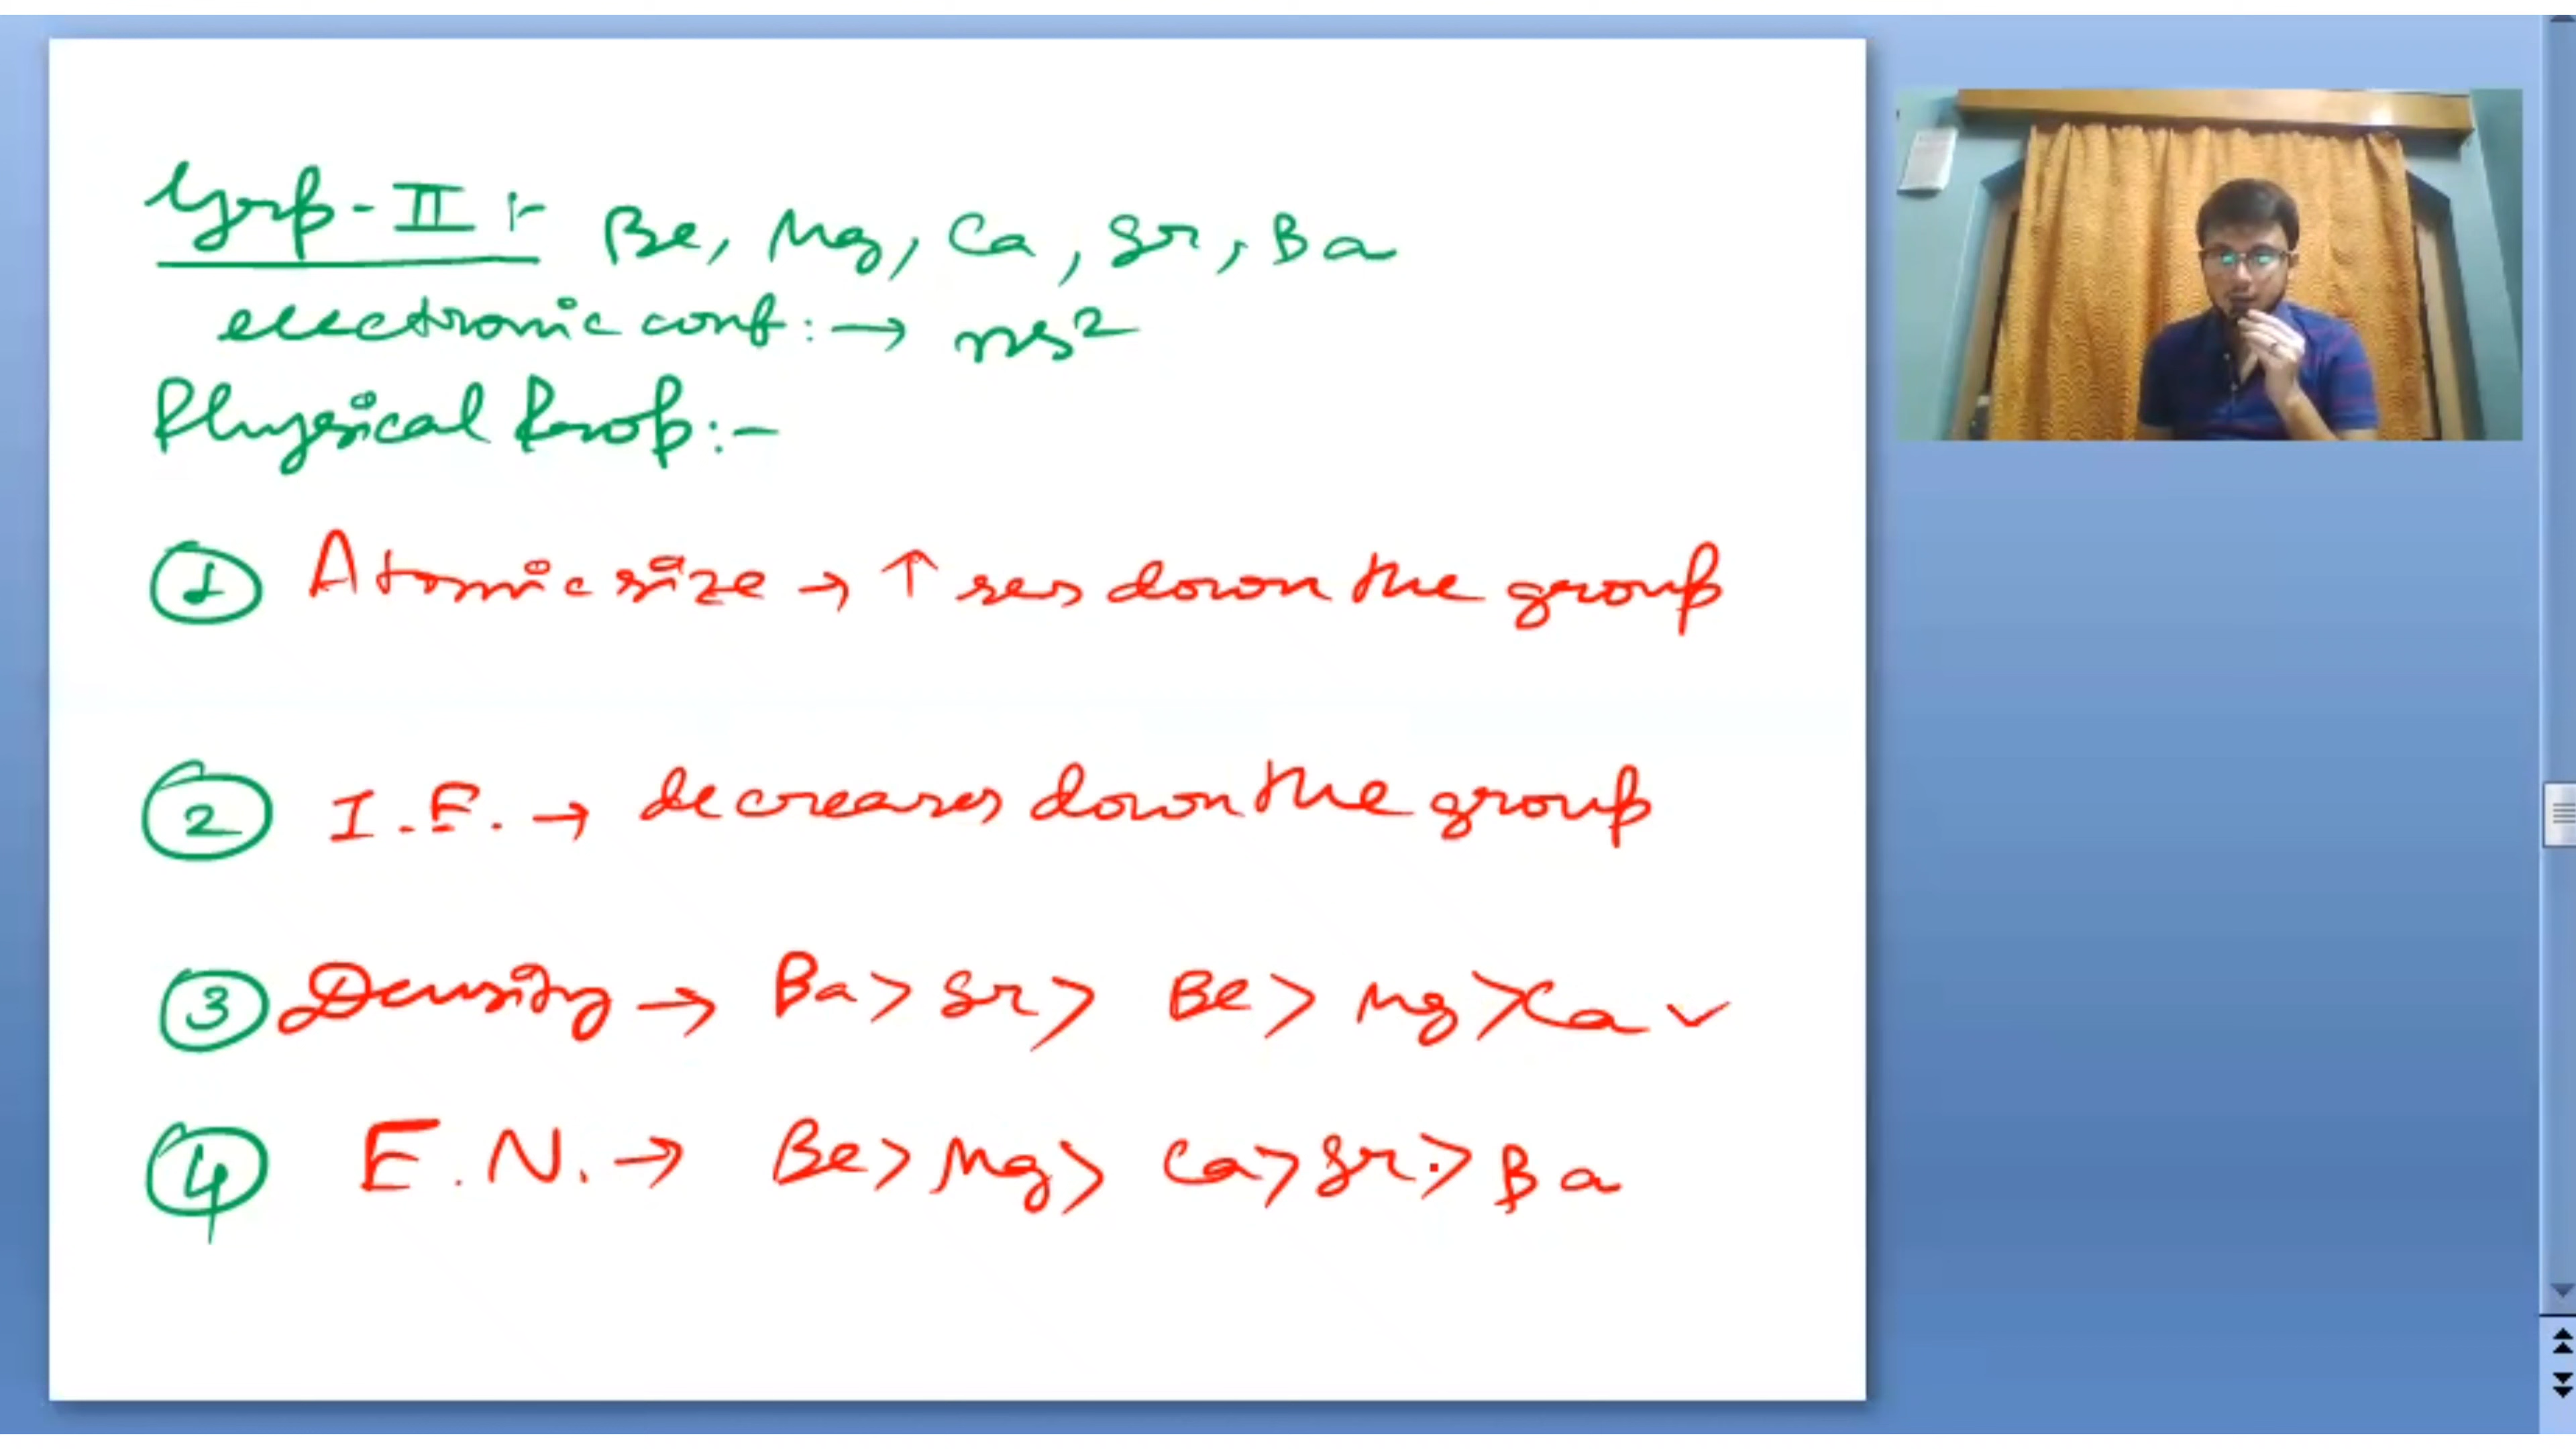 Grp - II :- Be, Mg, Ca, Sr, Ba
electronic conf: → ns²
Physical Prop:-
① Atomic size → ↑ ses down the group
② I.E. → decreases down the group
③ Density → Ba > Sr > Be > Mg > Ca ✓
④ E.N. → Be > Mg > Ca > Sr > Ba